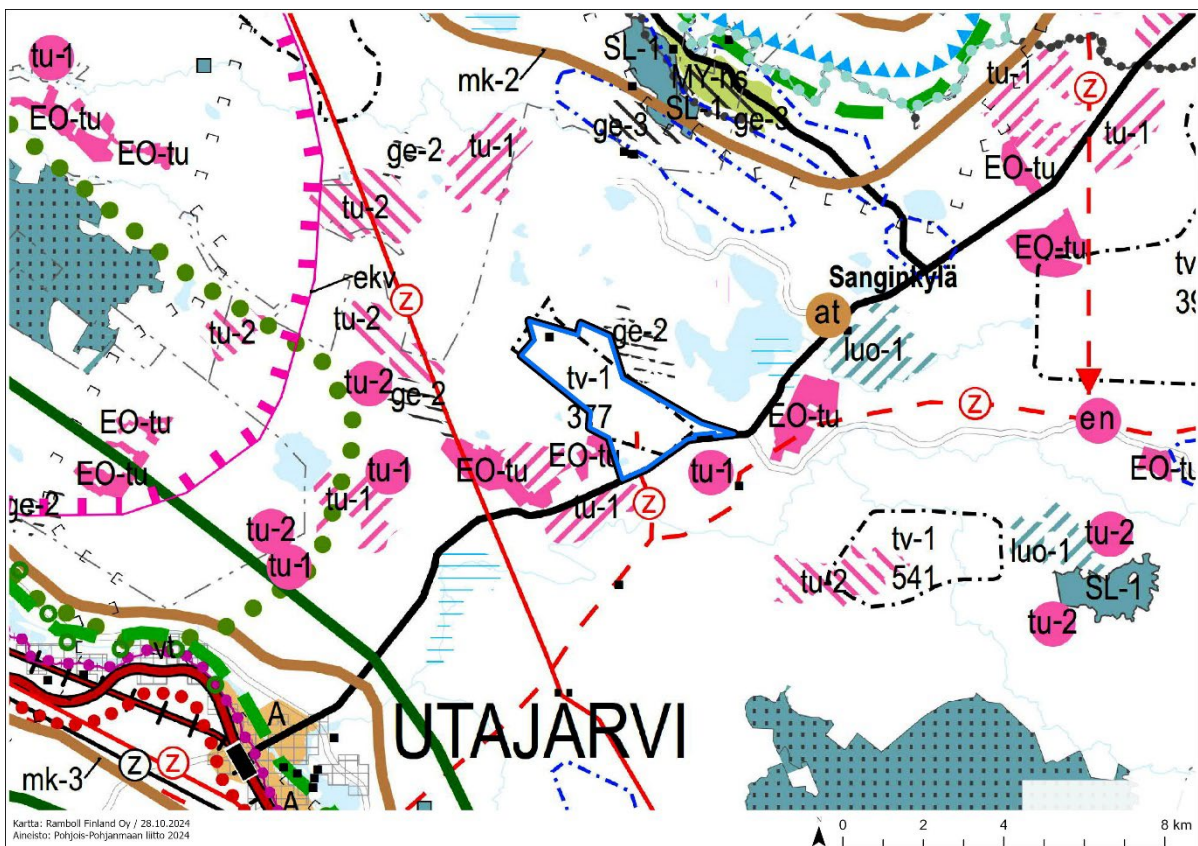 tu-1
SL-1
mk-2
MY-hs
tu-1
Z
EO-tu
SL-1
EO-tu
ge-3
ge-3
ge-2
tu-1
tu-1
EO-tu
tu-2
EO-tu
ekv
Z
Sanginkylä
tv
39
tu-2
tu-2
at
ge-2
luo-1
tu-2
ge-2
tv-1
377
EO-tu
Z
en
EO-tu
EO-tu
EO-tu
EO-tu
tu-1
tu-1
EO-tu
ge-2
tu-1
tu-1
Z
tu-2
tv-1
luo-1
tu-2
tu-1
541
tu-2
SL-1
tu-2
vt
A
UTAJÄRVI
Z
Z
mk-3
A
Kartta: Ramboll Finland Oy / 28.10.2024
Aineisto: Pohjois-Pohjanmaan liitto 2024
N
0 2 4 8 km